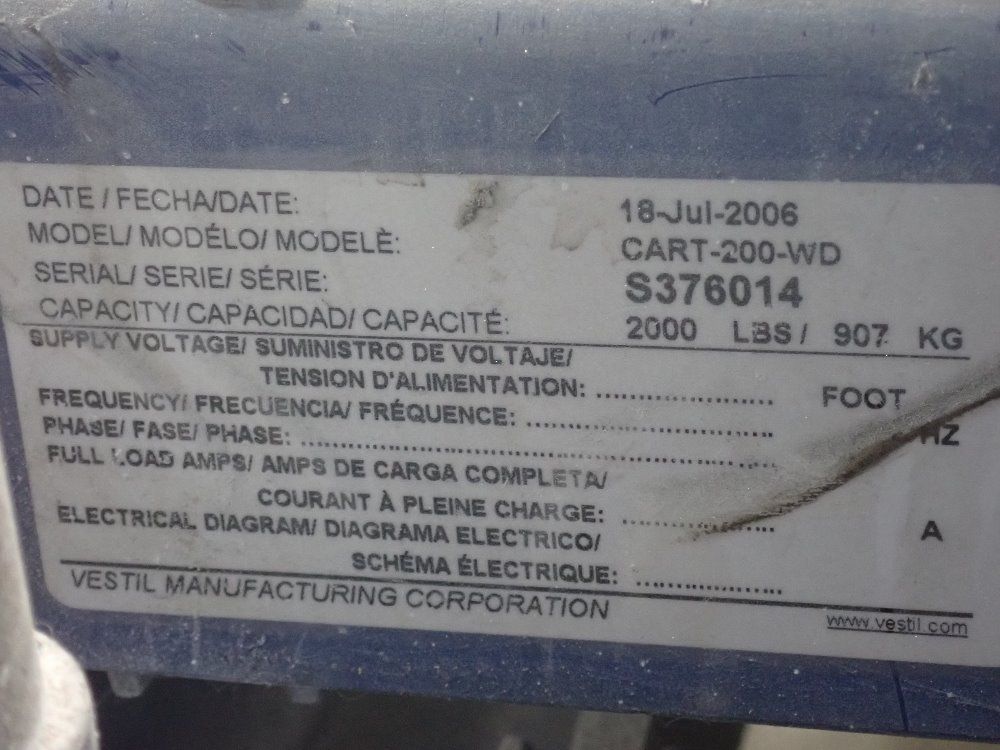 DATE / FECHA/DATE: 18-Jul-2006
MODEL/ MODÉLO/ MODELÈ: CART-200-WD
SERIAL/ SERIE/ SÉRIE: S376014
CAPACITY/ CAPACIDAD/ CAPACITÉ: 2000 LBS / 907 KG
SUPPLY VOLTAGE/ SUMINISTRO DE VOLTAJE/
TENSION D'ALIMENTATION: .................... FOOT
FREQUENCY/ FRECUENCIA/ FRÉQUENCE: ............................ HZ
PHASE/ FASE/ PHASE: ......................................................
FULL LOAD AMPS/ AMPS DE CARGA COMPLETA/
COURANT À PLEINE CHARGE: .................. A
ELECTRICAL DIAGRAM/ DIAGRAMA ELECTRICO/
SCHÉMA ÉLECTRIQUE: .................
VESTIL MANUFACTURING CORPORATION www.vestil.com